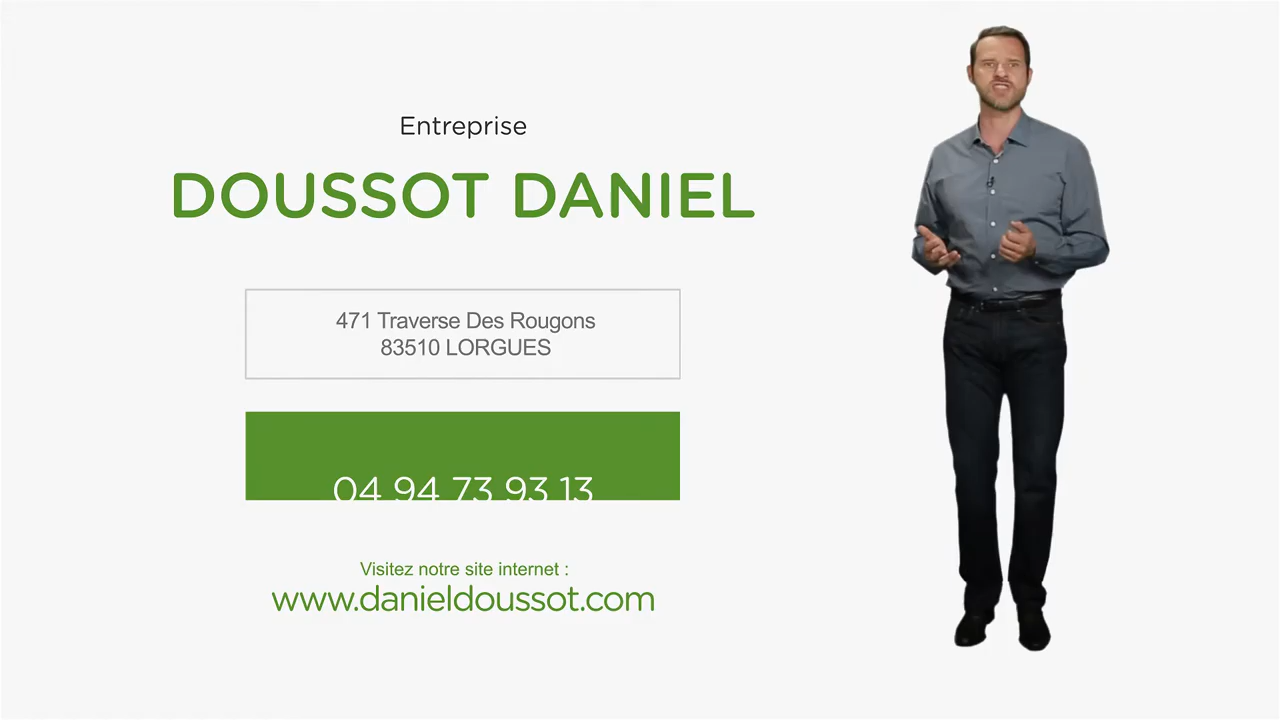 Entreprise
DOUSSOT DANIEL
471 Traverse Des Rougons
83510 LORGUES
04 94 73 93 13
Visitez notre site internet :
www.danieldoussot.com